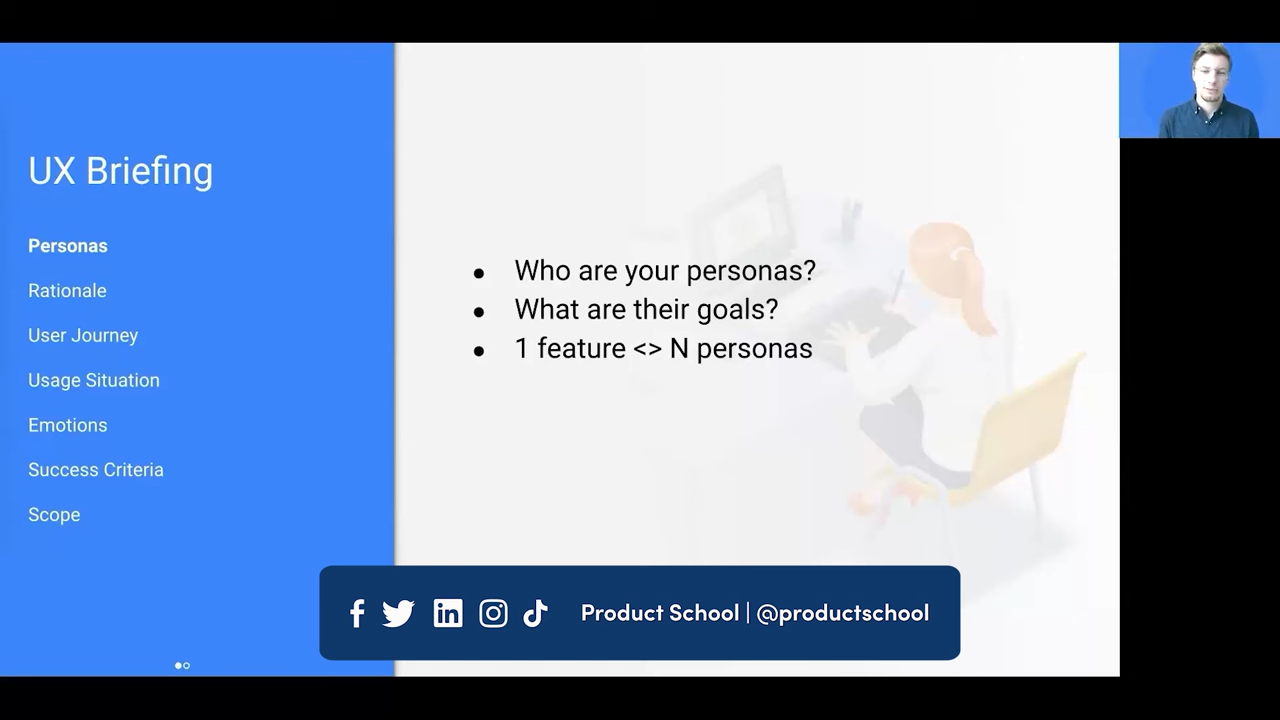 UX Briefing
Personas
Rationale
User Journey
Usage Situation
Emotions
Success Criteria
Scope
● Who are your personas?
● What are their goals?
● 1 feature <> N personas
Product School | @productschool